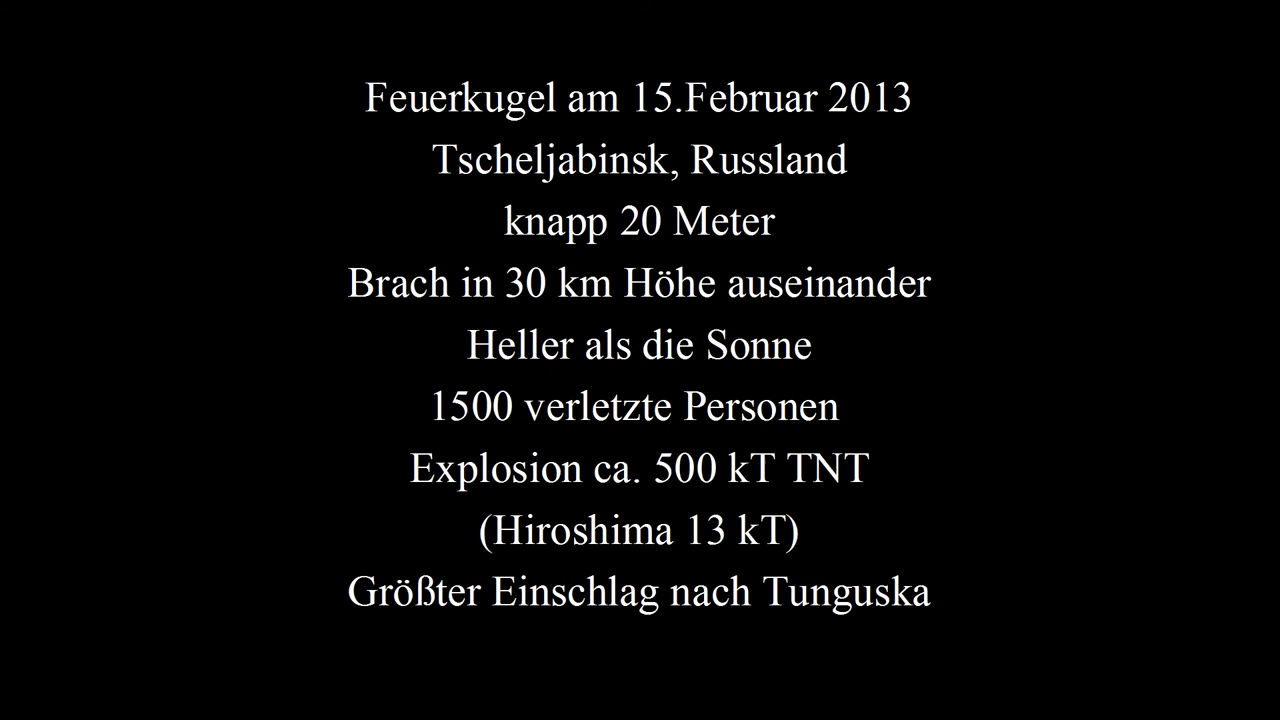 Feuerkugel am 15.Februar 2013
Tscheljabinsk, Russland
knapp 20 Meter
Brach in 30 km Höhe auseinander
Heller als die Sonne
1500 verletzte Personen
Explosion ca. 500 kT TNT
(Hiroshima 13 kT)
Größter Einschlag nach Tunguska